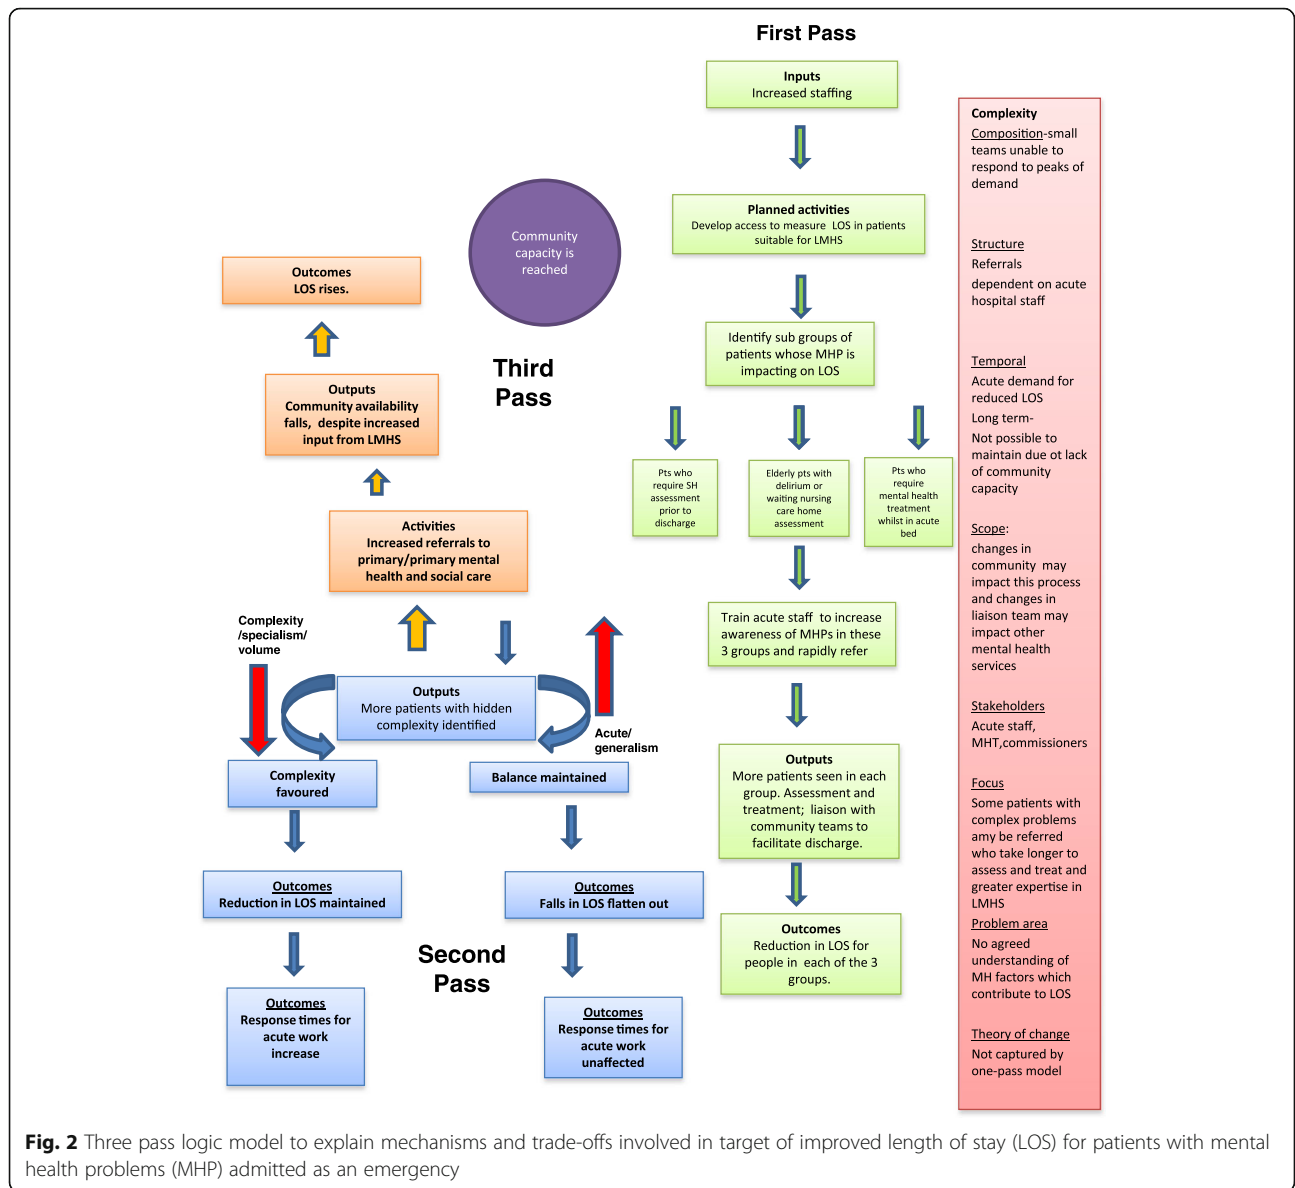 First Pass
Inputs
Increased staffing
Planned activities
Develop access to measure LOS in patients
suitable for LMHS
Identify sub groups of
patients whose MHP is
impacting on LOS
Pts who
require SH
assessment
prior to
discharge
Elderly pts with
delirium or
waiting nursing
care home
assessment
Pts who
require
mental health
treatment
whilst in acute
bed
Train acute staff to increase
awareness of MHPs in these
3 groups and rapidly refer
Outputs
More patients seen in each
group. Assessment and
treatment; liaison with
community teams to
facilitate discharge.
Outcomes
Reduction in LOS for
people in each of the 3
groups.
Community
capacity is
reached
Third
Pass
Outcomes
LOS rises.
Outputs
Community availability
falls, despite increased
input from LMHS
Activities
Increased referrals to
primary/primary mental
health and social care
Complexity
/specialism/
volume
Outputs
More patients with hidden
complexity identified
Acute/
generalism
Complexity
favoured
Balance maintained
Outcomes
Reduction in LOS maintained
Outcomes
Falls in LOS flatten out
Second
Pass
Outcomes
Response times for
acute work
increase
Outcomes
Response times for
acute work
unaffected
Complexity
Composition-small
teams unable to
respond to peaks of
demand
Structure
Referrals
dependent on acute
hospital staff
Temporal
Acute demand for
reduced LOS
Long term-
Not possible to
maintain due ot lack
of community
capacity
Scope:
changes in
community may
impact this process
and changes in
liaison team may
impact other
mental health
services
Stakeholders
Acute staff,
MHT,commissioners
Focus
Some patients with
complex problems
amy be referred
who take longer to
assess and treat and
greater expertise in
LMHS
Problem area
No agreed
understanding of
MH factors which
contribute to LOS
Theory of change
Not captured by
one-pass model
Fig. 2 Three pass logic model to explain mechanisms and trade-offs involved in target of improved length of stay (LOS) for patients with mental
health problems (MHP) admitted as an emergency